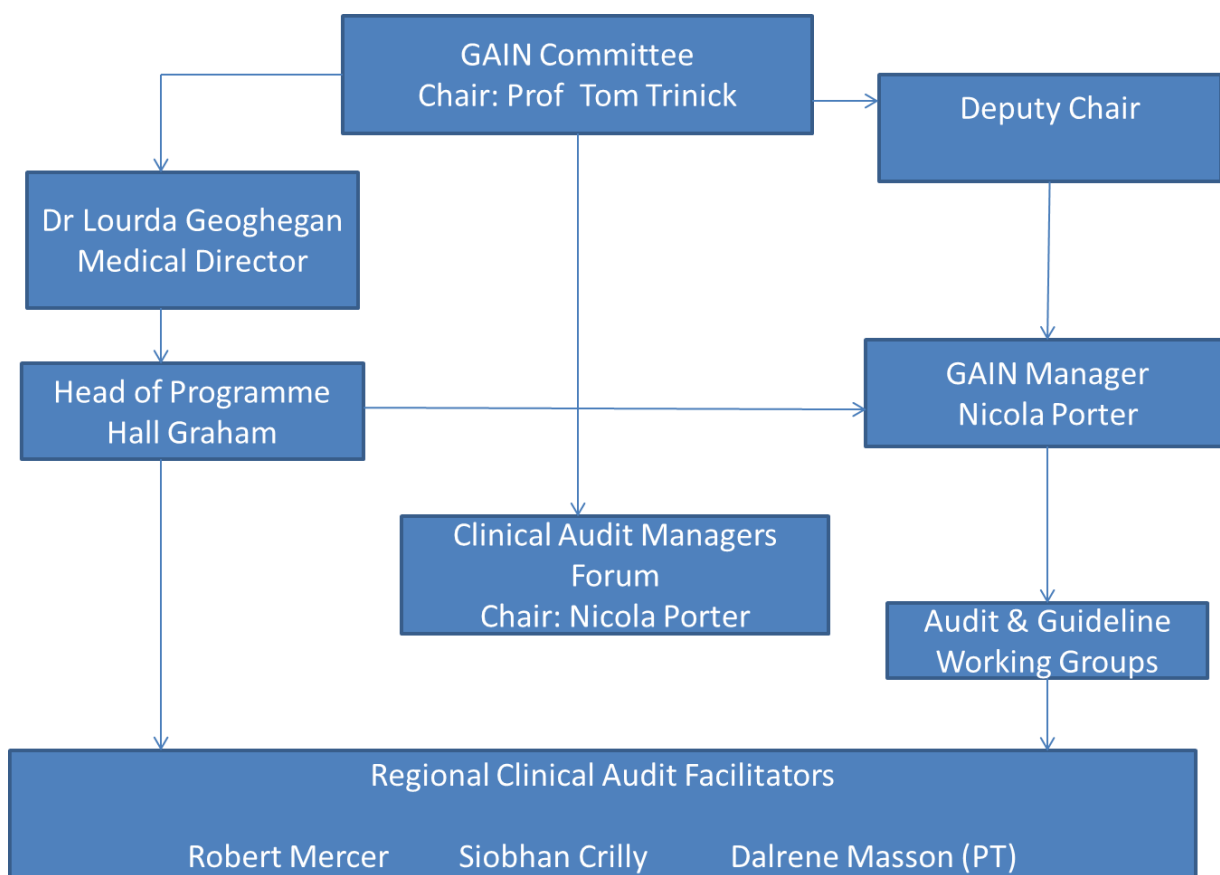 GAIN Committee
Chair: Prof Tom Trinick
Deputy Chair
Dr Lourda Geoghegan
Medical Director
Head of Programme
Hall Graham
GAIN Manager
Nicola Porter
Clinical Audit Managers
Forum
Chair: Nicola Porter
Audit & Guideline
Working Groups
Regional Clinical Audit Facilitators
Robert Mercer Siobhan Crilly Dalrene Masson (PT)